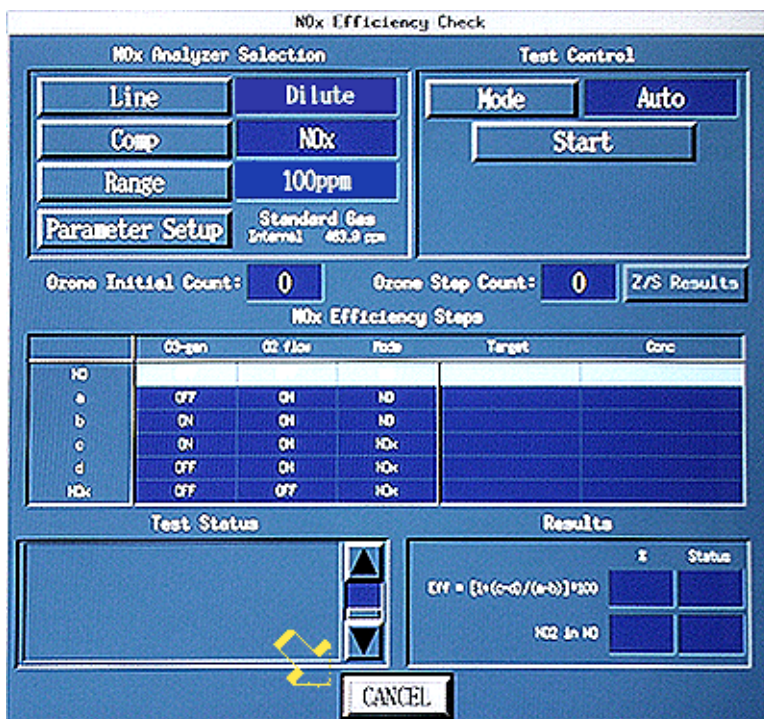 NOx Efficiency Check
NOx Analyzer Selection
Test Control
Line Dilute
Mode Auto
Comp NOx
Start
Range 100ppm
Parameter Setup
Standard Gas
Internal 463.9 ppm
Ozone Initial Count: 0 Ozone Step Count: 0 Z/S Results
NOx Efficiency Steps
O3-gen O2 flow Mode Target Conc
NO
a OFF ON NO
b ON ON NO
c ON ON NOx
d OFF ON NOx
NOx OFF OFF NOx
Test Status
Results
% Status
Eff = [1+(c-d)/(a-b)]*100
NO2 in NO
CANCEL